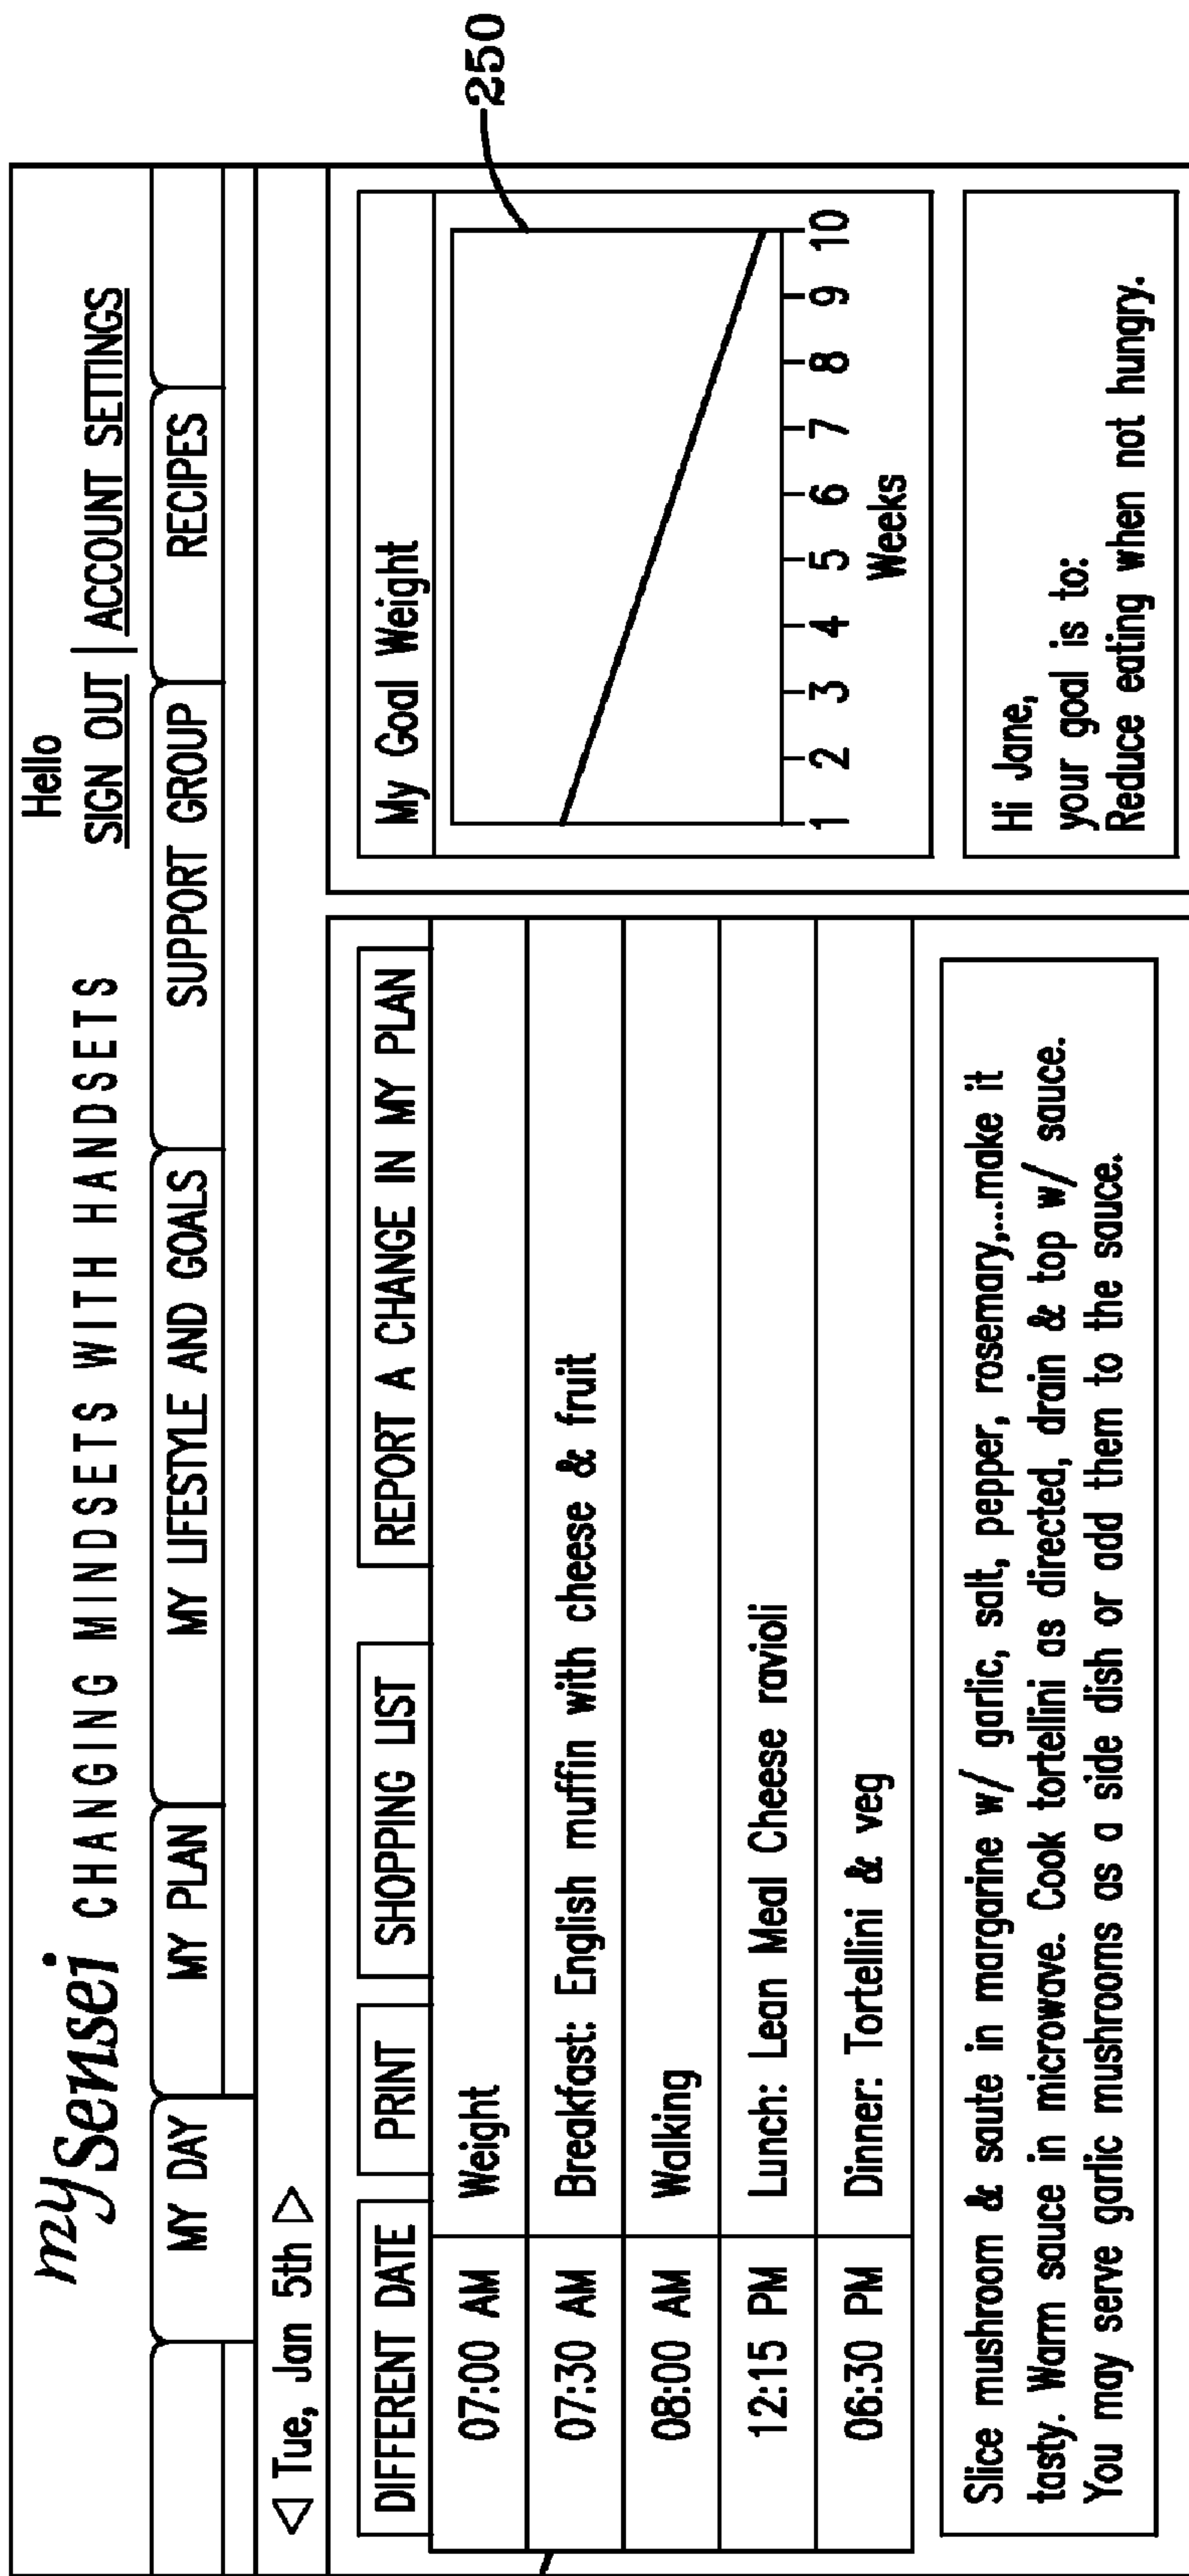 Hello
mySensei CHANGING MINDSETS WITH HANDSETS SIGN OUT | ACCOUNT SETTINGS
MY DAY MY PLAN MY LIFESTYLE AND GOALS SUPPORT GROUP RECIPES
Tue, Jan 5th
DIFFERENT DATE PRINT SHOPPING LIST REPORT A CHANGE IN MY PLAN
07:00 AM Weight
07:30 AM Breakfast: English muffin with cheese & fruit
08:00 AM Walking
12:15 PM Lunch: Lean Meal Cheese ravioli
06:30 PM Dinner: Tortellini & veg
Slice mushroom & saute in margarine w/ garlic, salt, pepper, rosemary,...make it
tasty. Warm sauce in microwave. Cook tortellini as directed, drain & top w/ sauce.
You may serve garlic mushrooms as a side dish or add them to the sauce.
My Goal Weight
250
1 2 3 4 5 6 7 8 9 10
Weeks
Hi Jane,
your goal is to:
Reduce eating when not hungry.